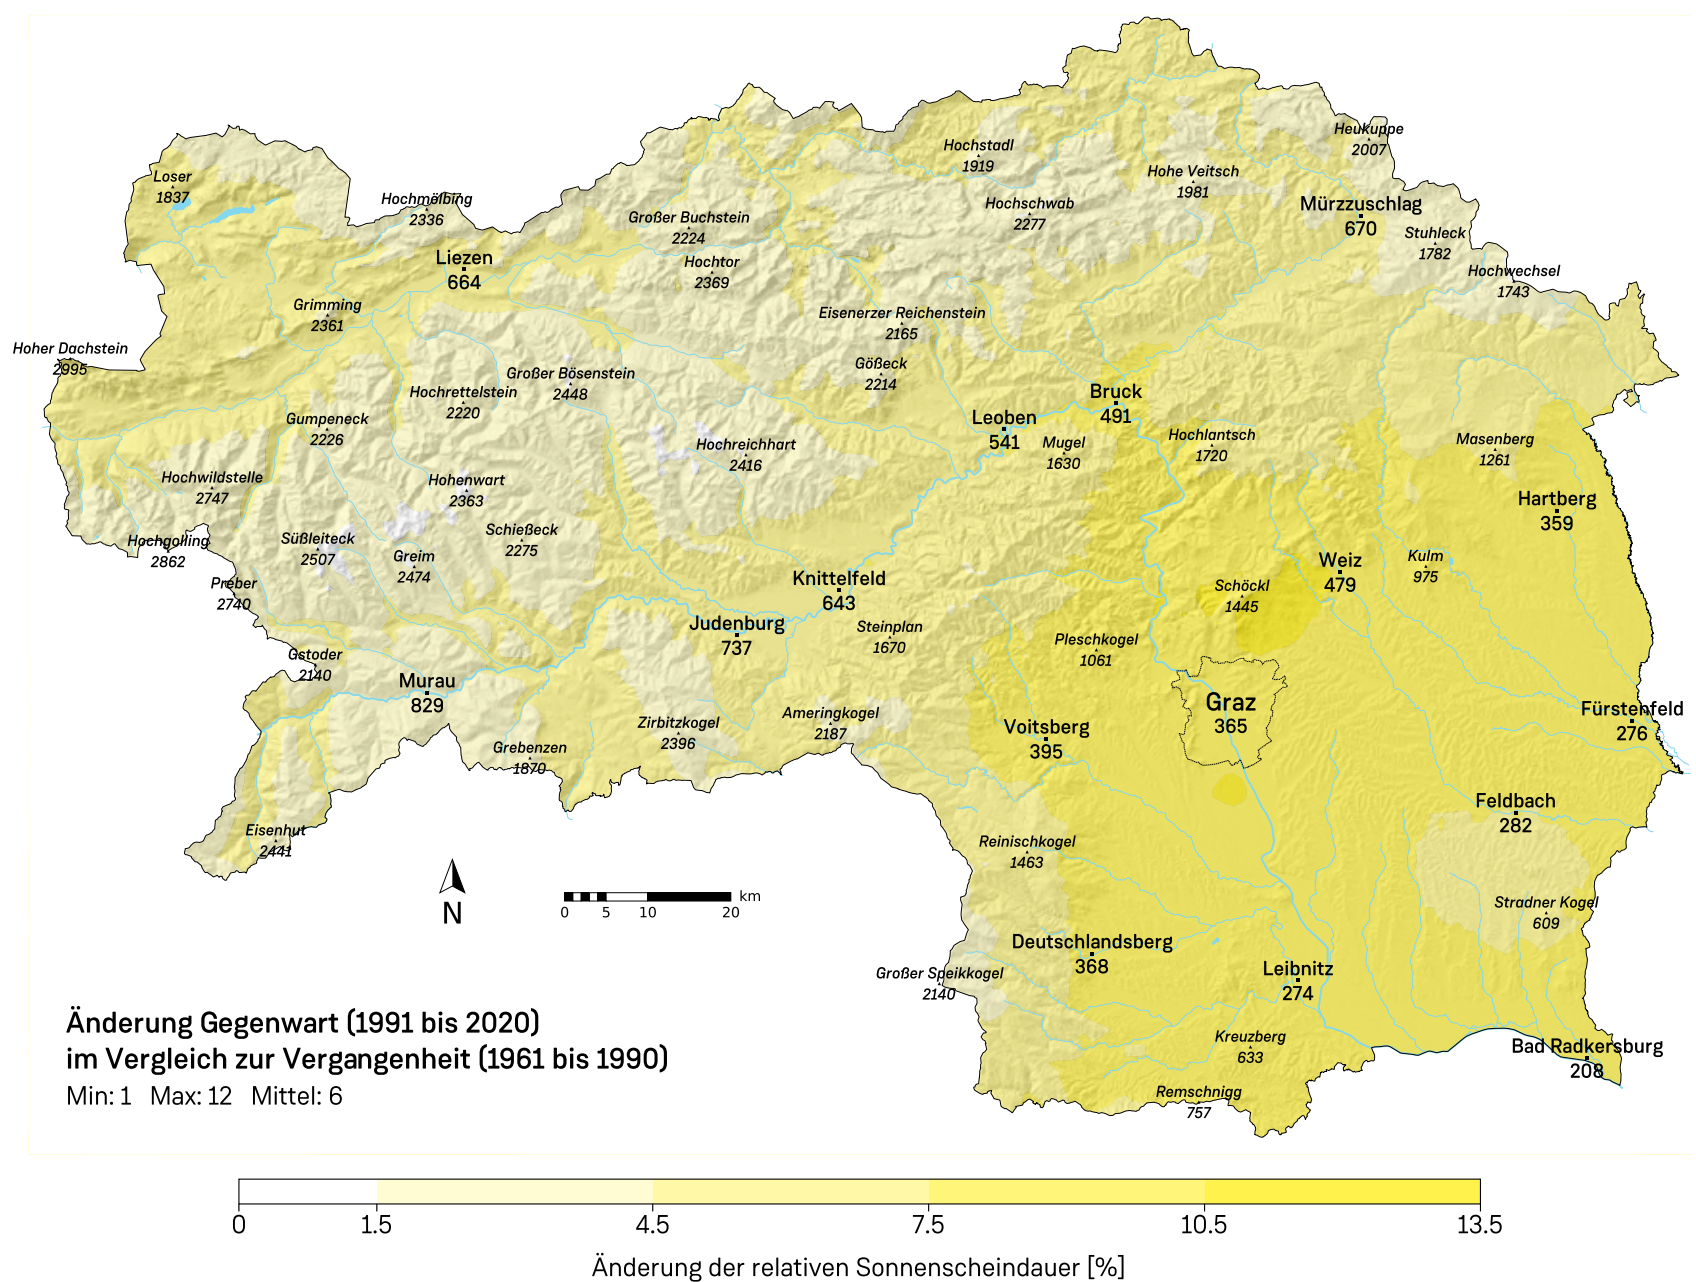 Heukuppe
2007
Hochstadl
1919
Hohe Veitsch
1981
Loser
1837
Hochmölbing
2336
Hochschwab
2277
Mürzzuschlag
670
Großer Buchstein
2224
Stuhleck
1782
Liezen
664
Hochtor
2369
Hochwechsel
1743
Grimming
2361
Eisenerzer Reichenstein
2165
Hoher Dachstein
2995
Gößeck
2214
Großer Bösenstein
2448
Hochrettelstein
2220
Bruck
491
Gumpeneck
2226
Leoben
541
Mugel
1630
Hochlantsch
1720
Masenberg
1261
Hochreichhart
2416
Hochwildstelle
2747
Hohenwart
2363
Hartberg
359
Schießeck
2275
Hochgolling
2862
Süßleiteck
2507
Greim
2474
Weiz
479
Kulm
975
Preber
2740
Knittelfeld
643
Schöckl
1445
Judenburg
737
Steinplan
1670
Pleschkogel
1061
Gstoder
2140
Murau
829
Graz
365
Fürstenfeld
276
Zirbitzkogel
2396
Ameringkogel
2187
Voitsberg
395
Grebenzen
1870
Feldbach
282
Eisenhut
2441
Reinischkogel
1463
N
0 5 10 20 km
Stradner Kogel
609
Deutschlandsberg
368
Großer Speikkogel
2140
Leibnitz
274
Kreuzberg
633
Bad Radkersburg
208
Remschnigg
757
Änderung Gegenwart (1991 bis 2020)
im Vergleich zur Vergangenheit (1961 bis 1990)
Min: 1 Max: 12 Mittel: 6
0 1.5 4.5 7.5 10.5 13.5
Änderung der relativen Sonnenscheindauer [%]